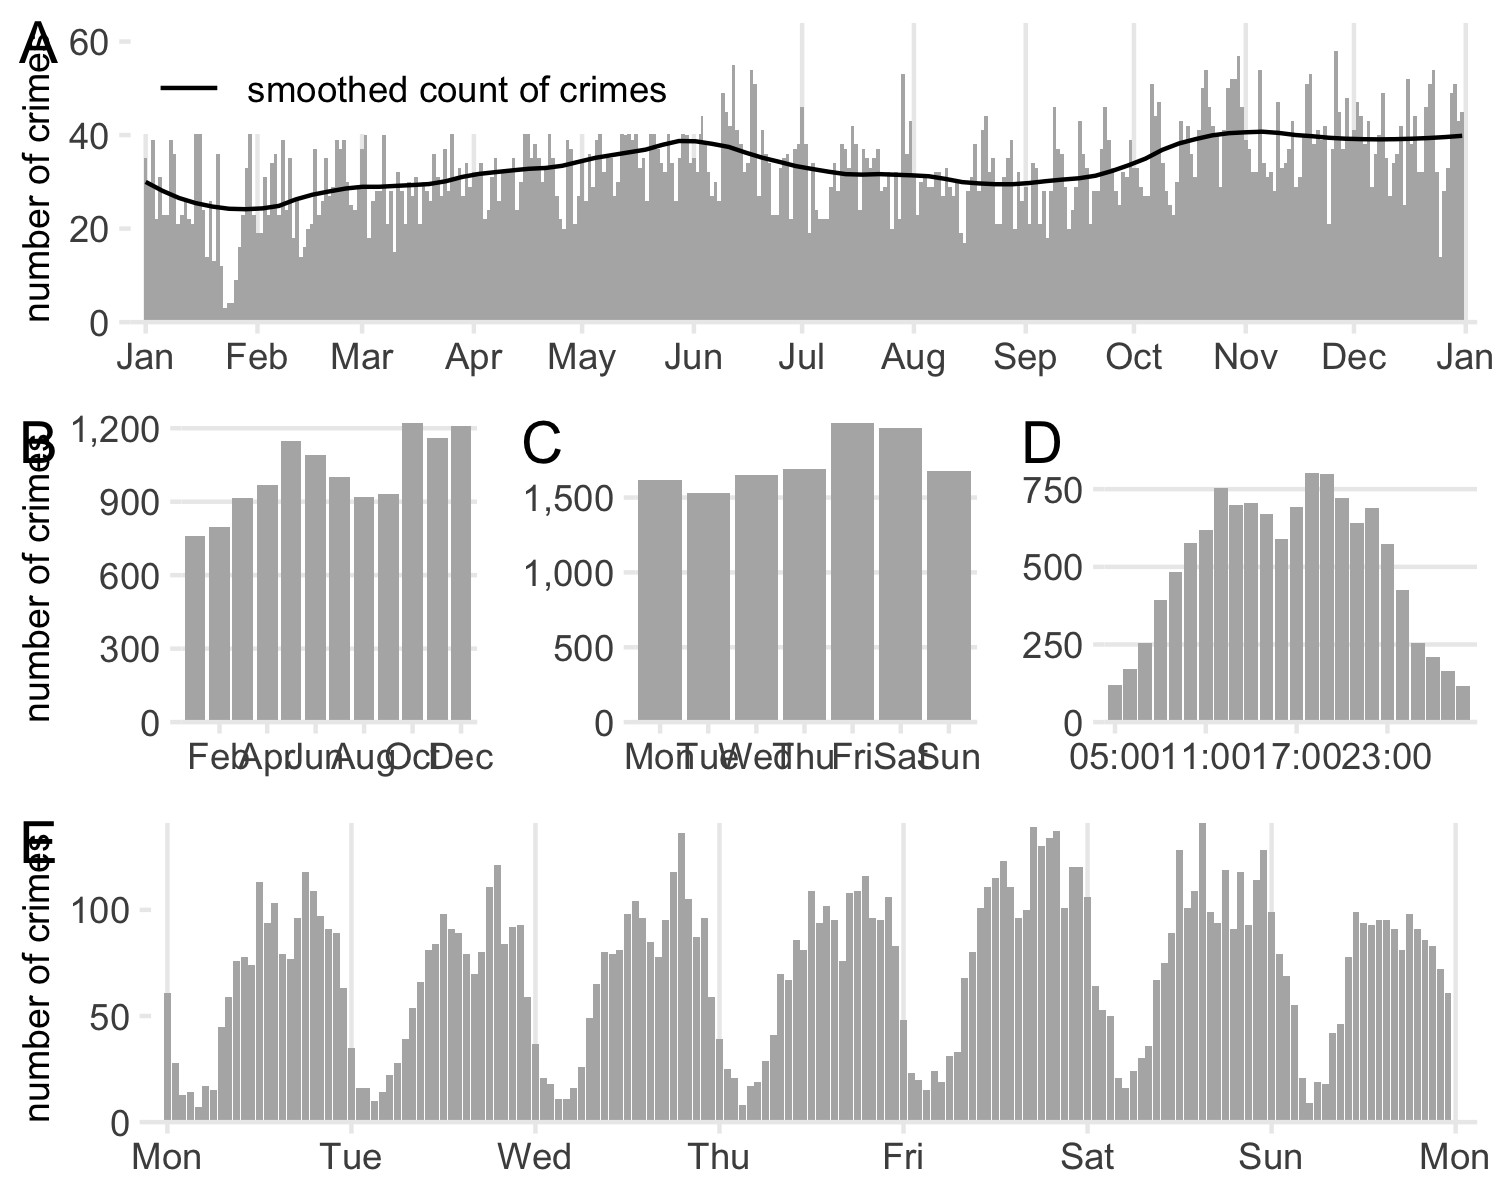 A
number of crimes
60
40
20
0
smoothed count of crimes
Jan Feb Mar Apr May Jun Jul Aug Sep Oct Nov Dec Jan
B
number of crimes
1,200
900
600
300
0
Feb Apr Jun Aug Oct Dec
C
1,500
1,000
500
0
Mon Tue Wed Thu Fri Sat Sun
D
750
500
250
0
05:00 11:00 17:00 23:00
E
number of crimes
100
50
0
Mon Tue Wed Thu Fri Sat Sun Mon